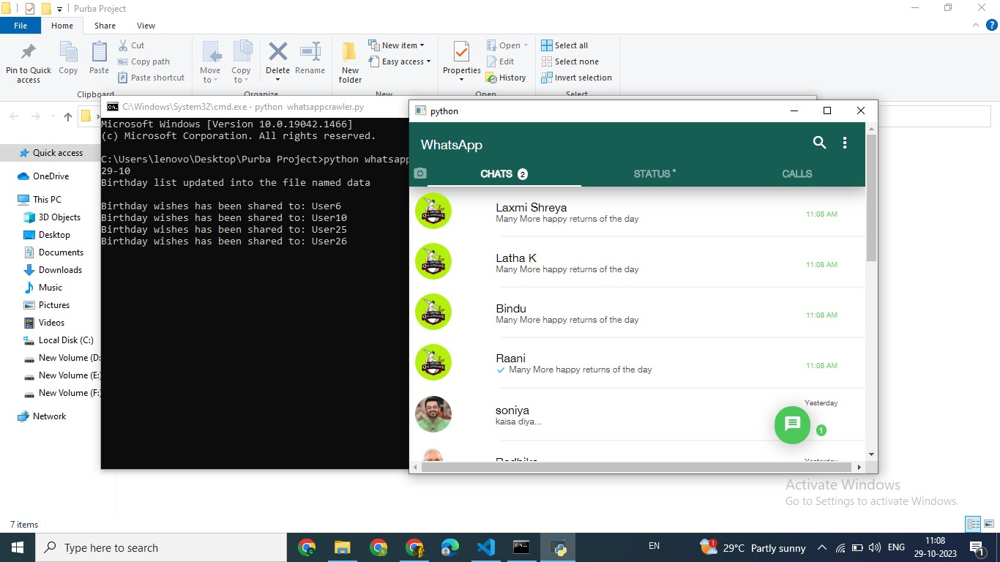 Purba Project
File Home Share View
Pin to Quick access
Copy
Paste
Cut
Copy path
Paste shortcut
Clipboard
Move to
Copy to
Delete
Rename
Organize
New folder
New item
Easy access
New
Properties
Open
Edit
History
Open
Select all
Select none
Invert selection
Select
Quick access
OneDrive
This PC
3D Objects
Desktop
Documents
Downloads
Music
Pictures
Videos
Local Disk (C:)
New Volume (D:
New Volume (E:
New Volume (F:
Network
7 items
C:\Windows\System32\cmd.exe - python whatsappcrawler.py
Microsoft Windows [Version 10.0.19042.1466]
(c) Microsoft Corporation. All rights reserved.
C:\Users\lenovo\Desktop\Purba Project>python whatsapp
29-10
Birthday list updated into the file named data
Birthday wishes has been shared to: User6
Birthday wishes has been shared to: User10
Birthday wishes has been shared to: User25
Birthday wishes has been shared to: User26
python
WhatsApp
CHATS 2 STATUS CALLS
Laxmi Shreya
Many More happy returns of the day
11:08 AM
Latha K
Many More happy returns of the day
11:08 AM
Bindu
Many More happy returns of the day
11:08 AM
Raani
Many More happy returns of the day
11:08 AM
soniya
kaisa diya...
Yesterday
1
Activate Windows
Go to Settings to activate Windows.
Type here to search
EN
1
29°C Partly sunny
ENG
11:08
29-10-2023
1